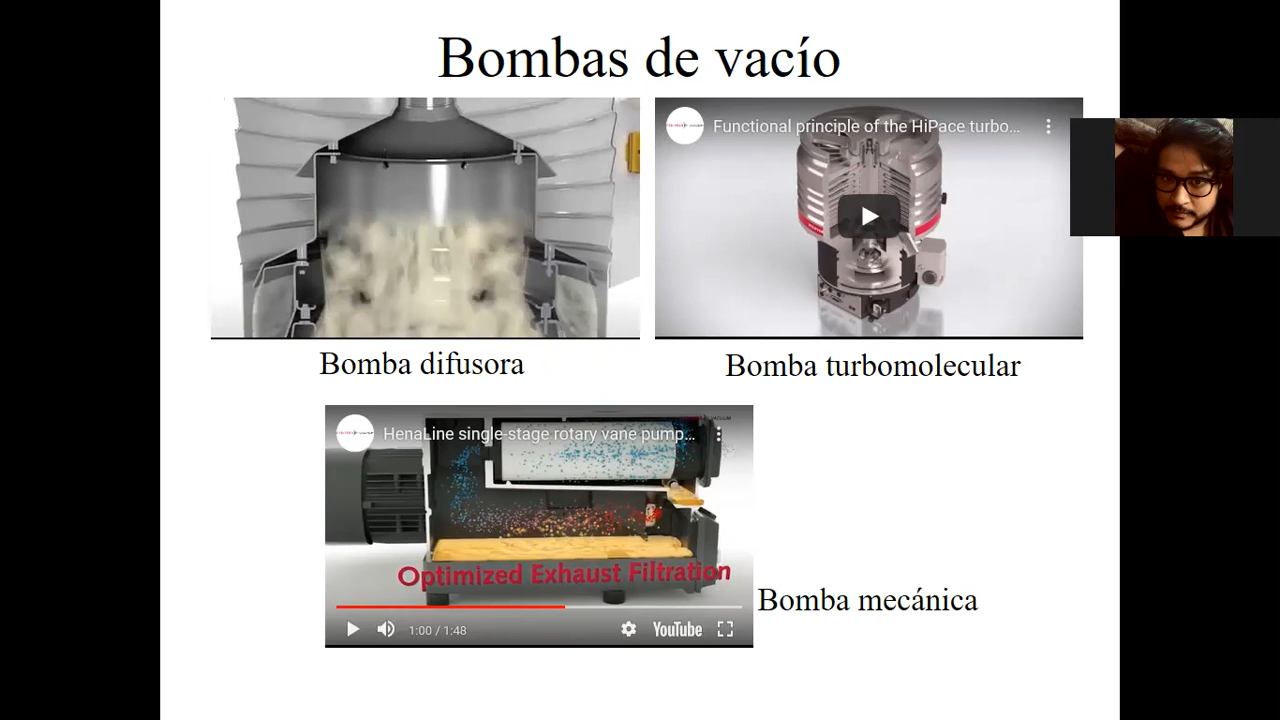 Bombas de vacío
Functional principle of the HiPace turbo...
Bomba difusora
Bomba turbomolecular
HenaLine single-stage rotary vane pump...
Optimized Exhaust Filtration
1:00 / 1:48
YouTube
Bomba mecánica